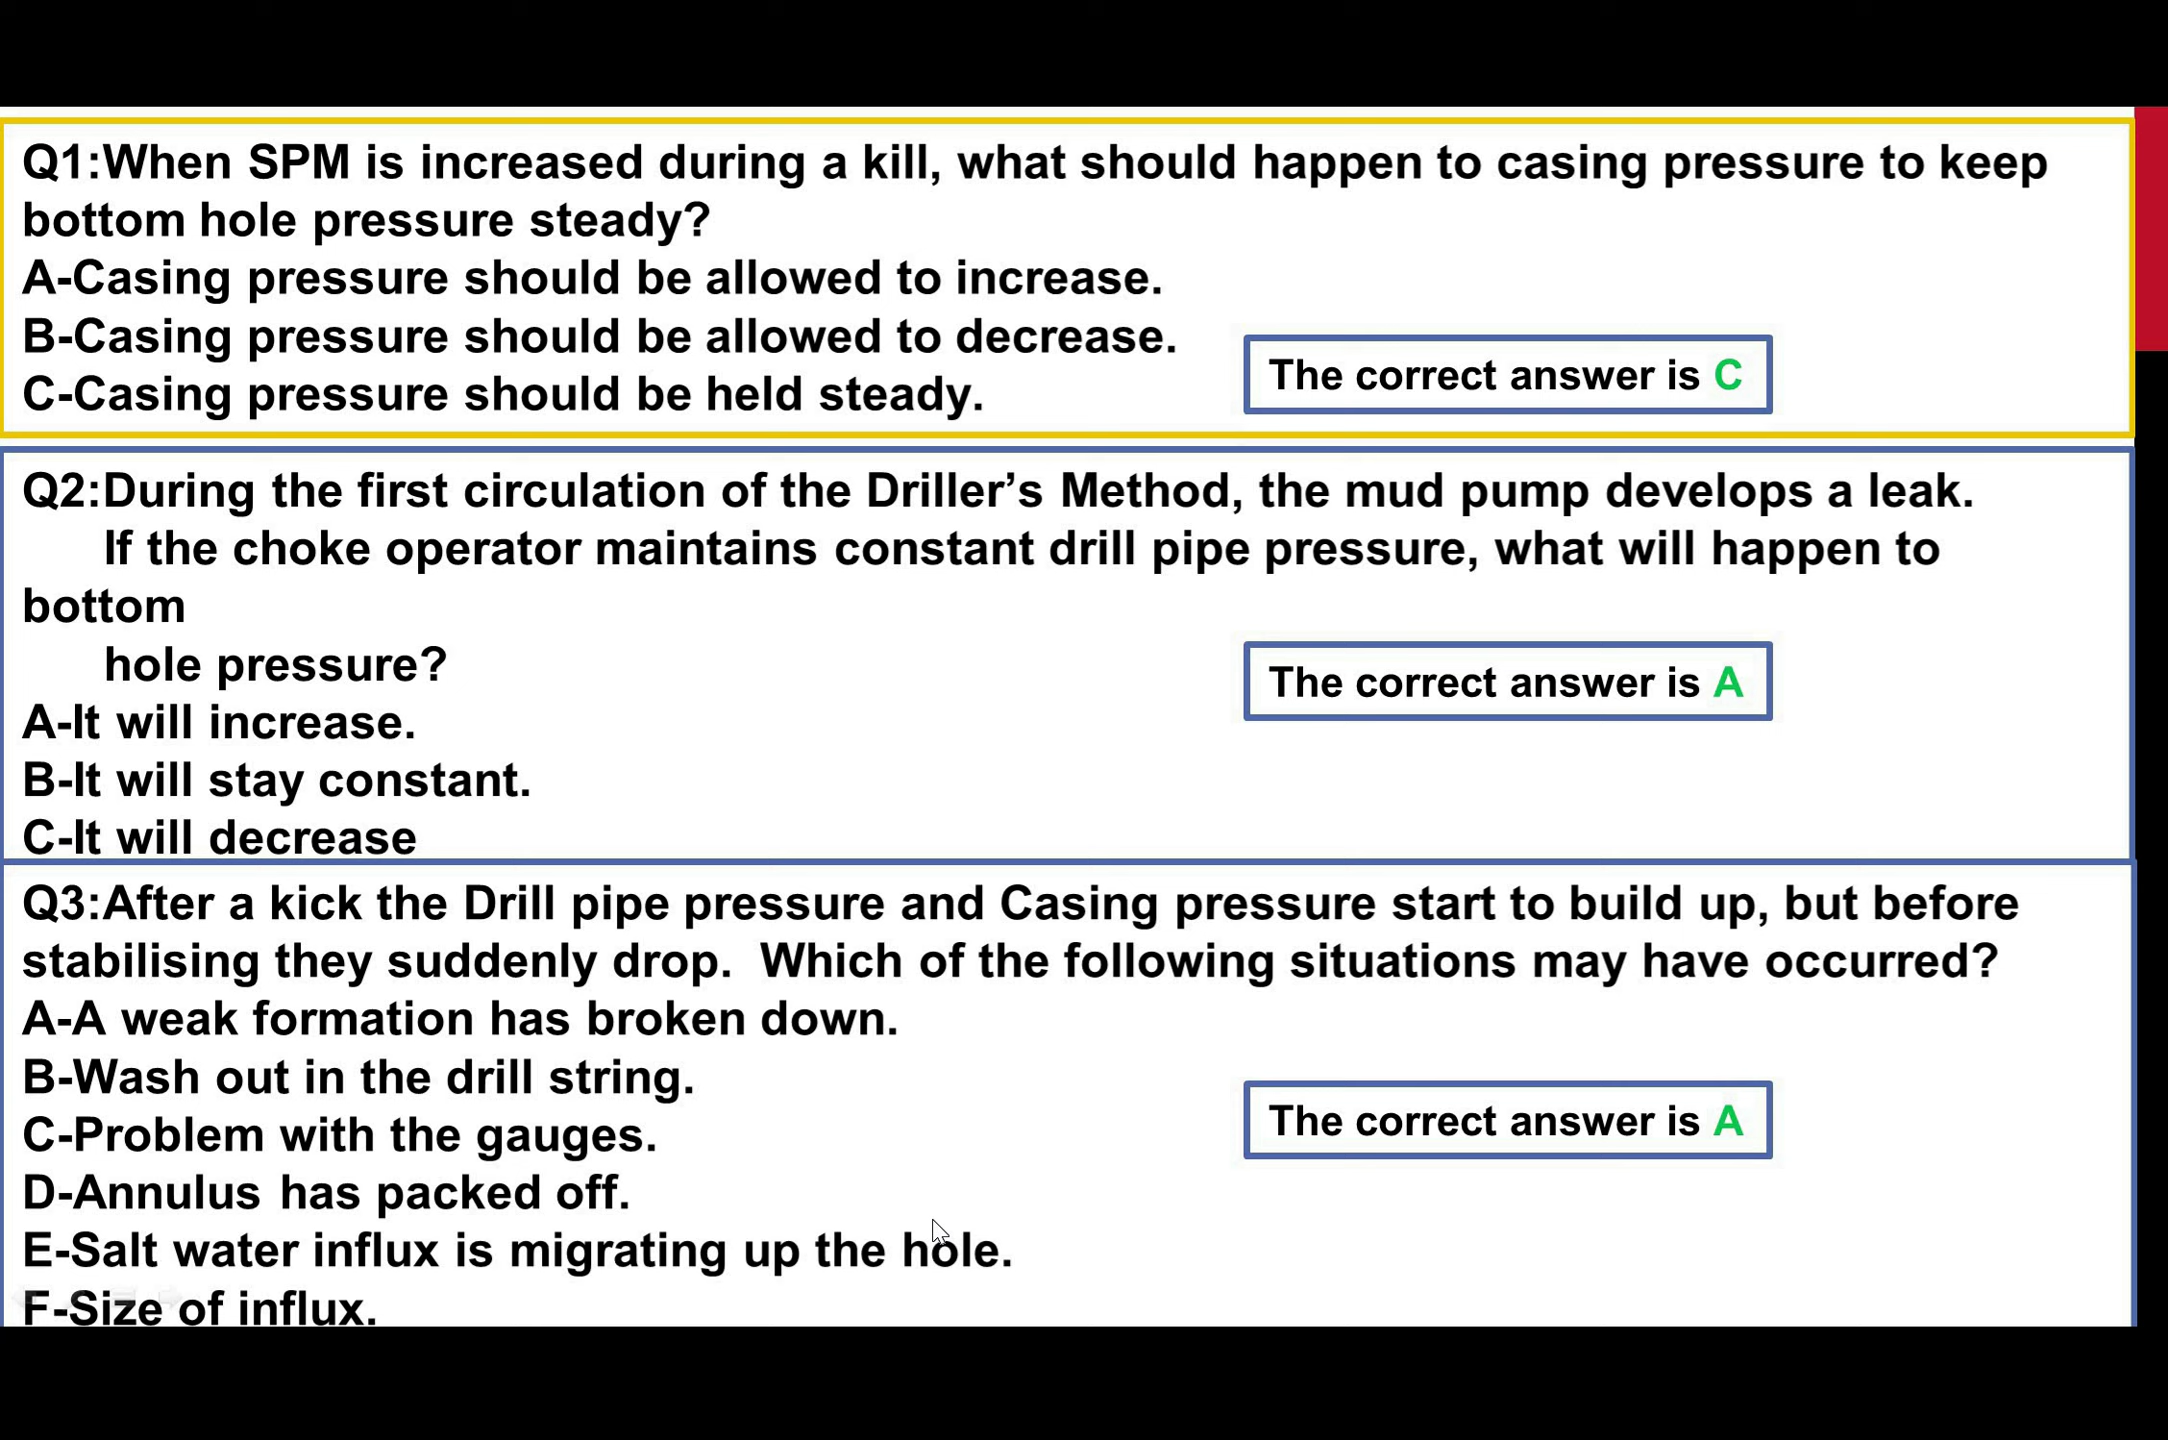 Q1:When SPM is increased during a kill, what should happen to casing pressure to keep
bottom hole pressure steady?
A-Casing pressure should be allowed to increase.
B-Casing pressure should be allowed to decrease.
C-Casing pressure should be held steady.
The correct answer is C
Q2:During the first circulation of the Driller’s Method, the mud pump develops a leak.
If the choke operator maintains constant drill pipe pressure, what will happen to
bottom
hole pressure?
The correct answer is A
A-It will increase.
B-It will stay constant.
C-It will decrease
Q3:After a kick the Drill pipe pressure and Casing pressure start to build up, but before
stabilising they suddenly drop.  Which of the following situations may have occurred?
A-A weak formation has broken down.
B-Wash out in the drill string.
C-Problem with the gauges.
The correct answer is A
D-Annulus has packed off.
E-Salt water influx is migrating up the hole.
F-Size of influx.